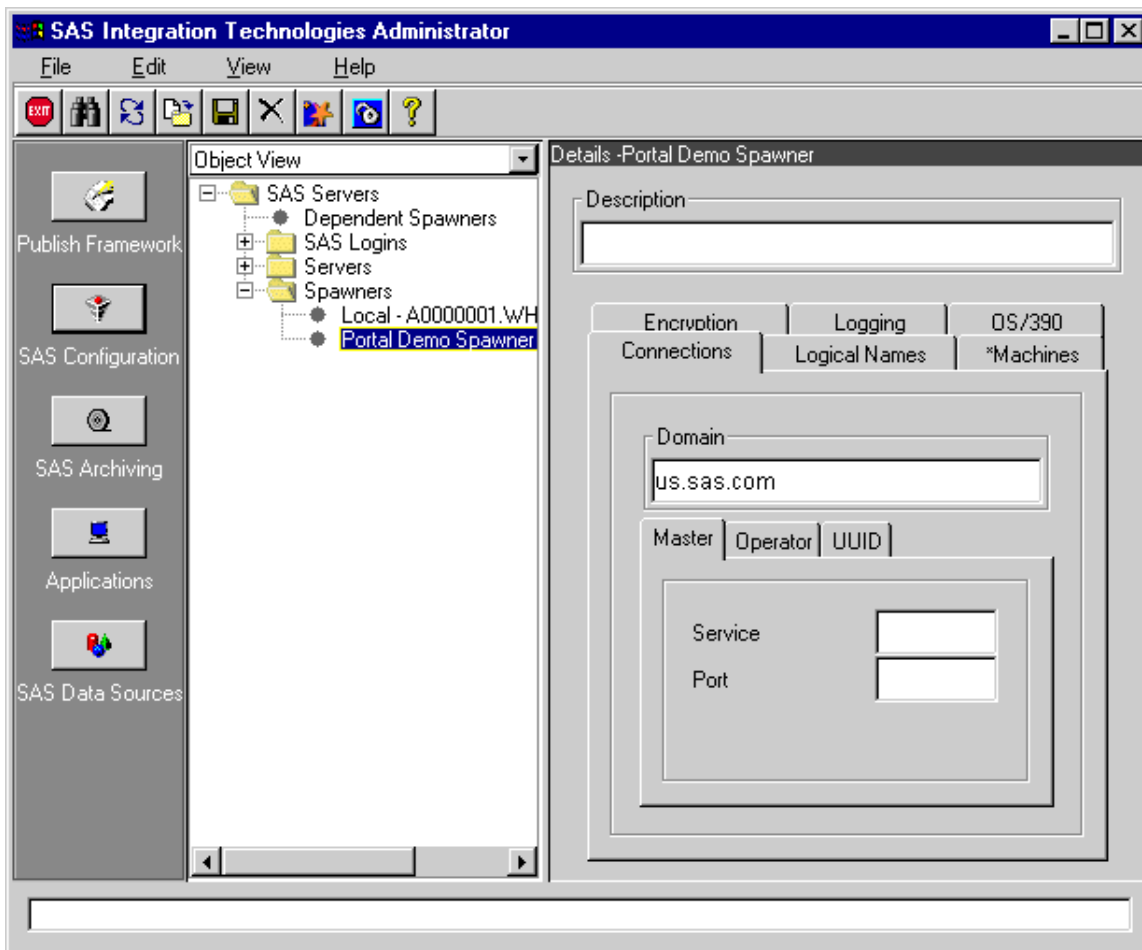 SAS Integration Technologies Administrator
File Edit View Help
EXIT
Publish Framework
SAS Configuration
SAS Archiving
Applications
SAS Data Sources
Object View
SAS Servers
Dependent Spawners
SAS Logins
Servers
Spawners
Local - A0000001.WH
Portal Demo Spawner
Details -Portal Demo Spawner
Description
Encryption Logging OS/390
Connections Logical Names *Machines
Domain
us.sas.com
Master Operator UUID
Service
Port